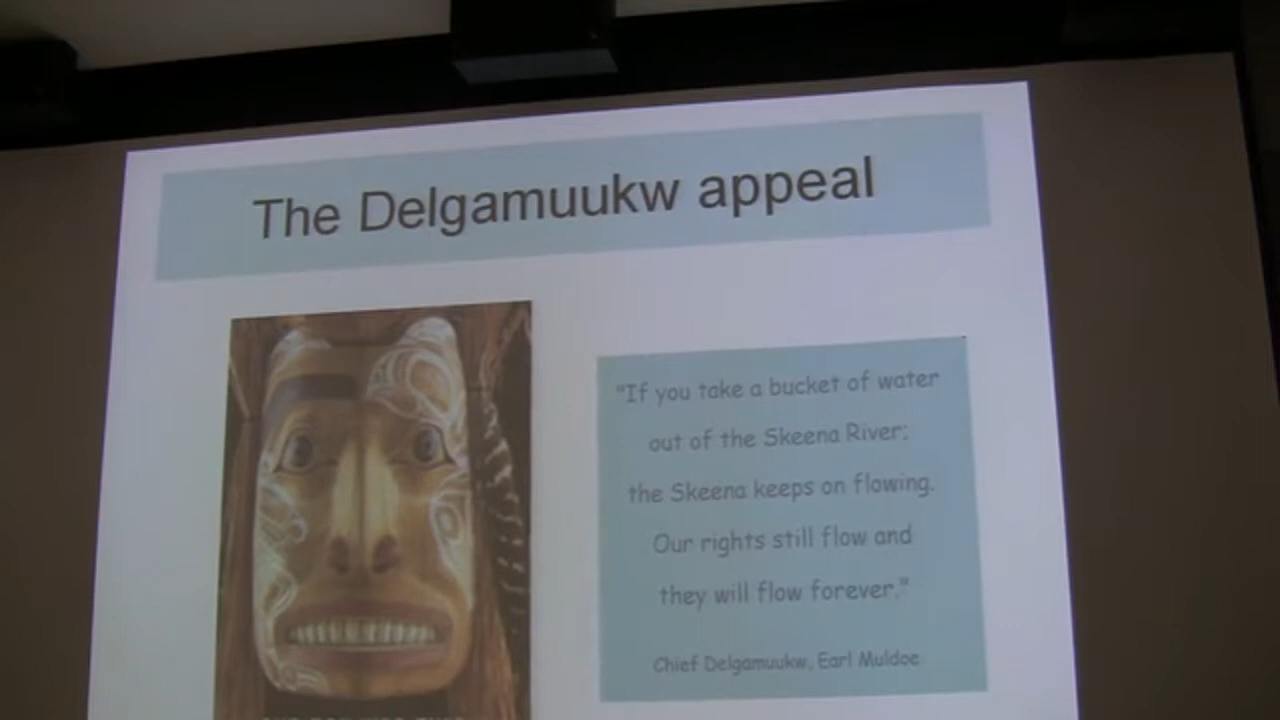 The Delgamuukw appeal
"If you take a bucket of water
out of the Skeena River;
the Skeena keeps on flowing.
Our rights still flow and
they will flow forever."
Chief Delgamuukw, Earl Muldoe